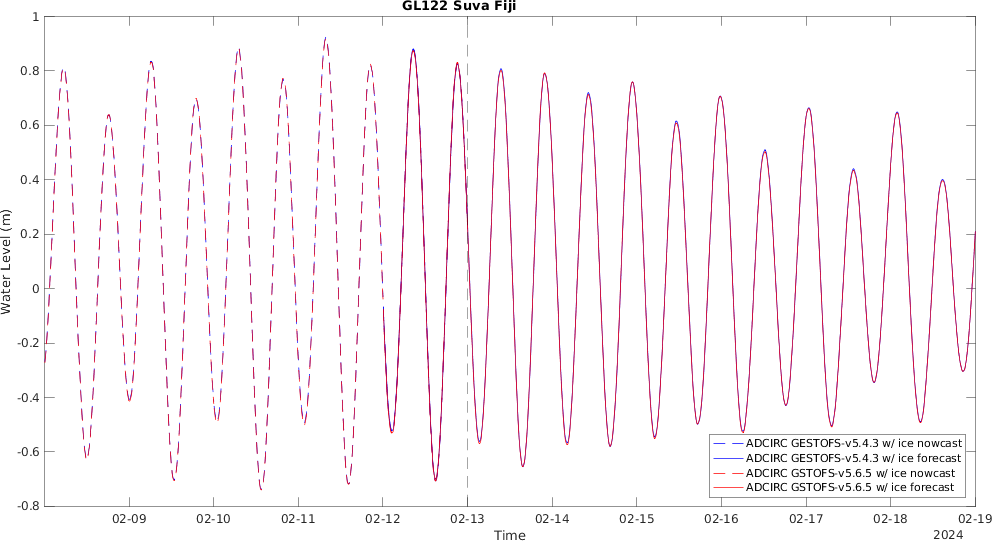 GL122 Suva Fiji
1
0.8
0.6
0.4
0.2
0
-0.2
-0.4
-0.6
-0.8
Water Level (m)
ADCIRC GESTOFS-v5.4.3 w/ ice nowcast
ADCIRC GESTOFS-v5.4.3 w/ ice forecast
ADCIRC GSTOFS-v5.6.5 w/ ice nowcast
ADCIRC GSTOFS-v5.6.5 w/ ice forecast
02-09 02-10 02-11 02-12 02-13 02-14 02-15 02-16 02-17 02-18 02-19
Time
2024